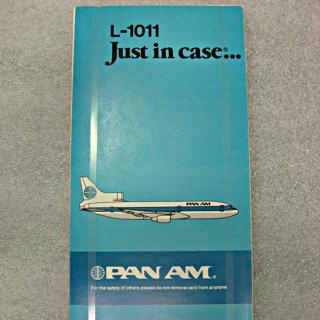 L-1011
Just in case®...
PAN AM
PAN AM®
For the safety of others please do not remove card from airplane